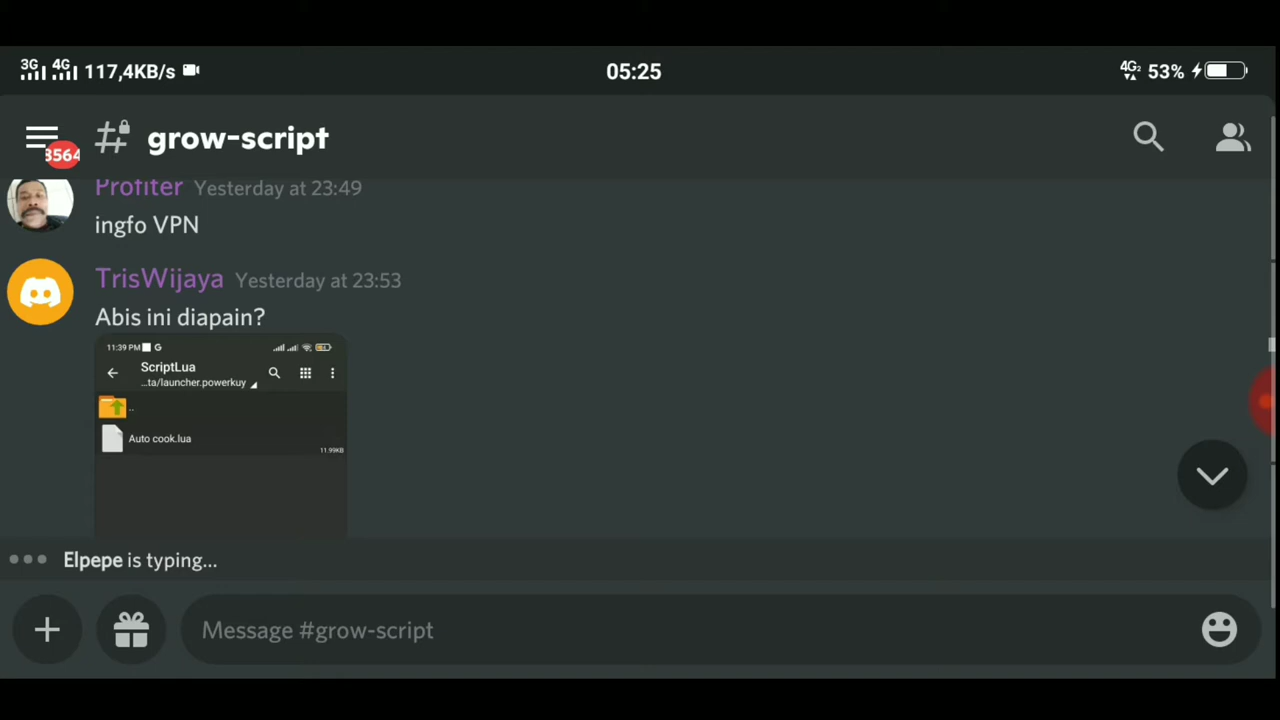 3G 4G 117,4KB/s 05:25 4G2 53%
3564
# grow-script
Profiter Yesterday at 23:49
ingfo VPN
TrisWijaya Yesterday at 23:53
Abis ini diapain?
11:39 PM G
ScriptLua
...ta/launcher.powerkuy
..
Auto cook.lua
11.99KB
Elpepe is typing...
Message #grow-script